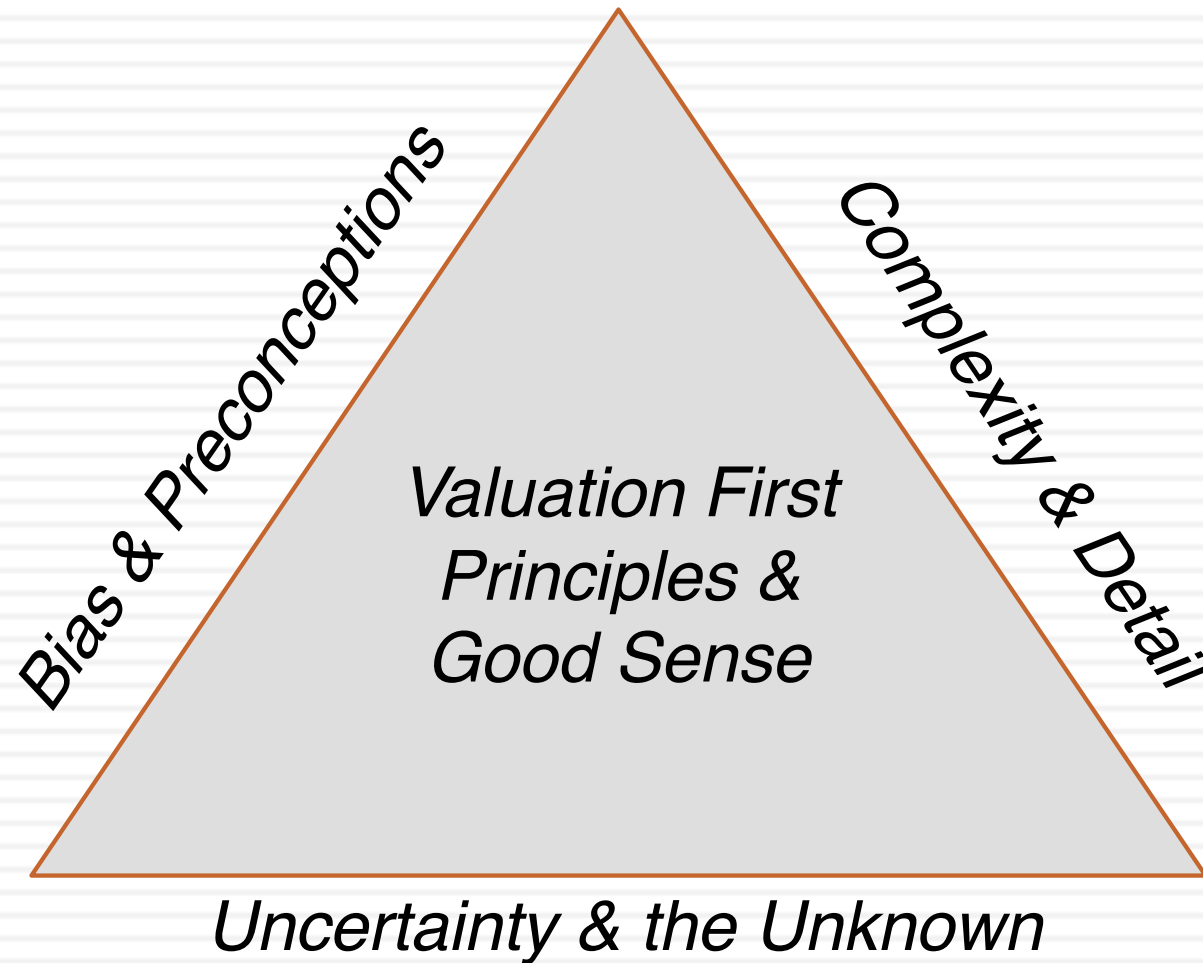 Bias & Preconceptions
Complexity & Detail
Valuation First
Principles &
Good Sense
Uncertainty & the Unknown